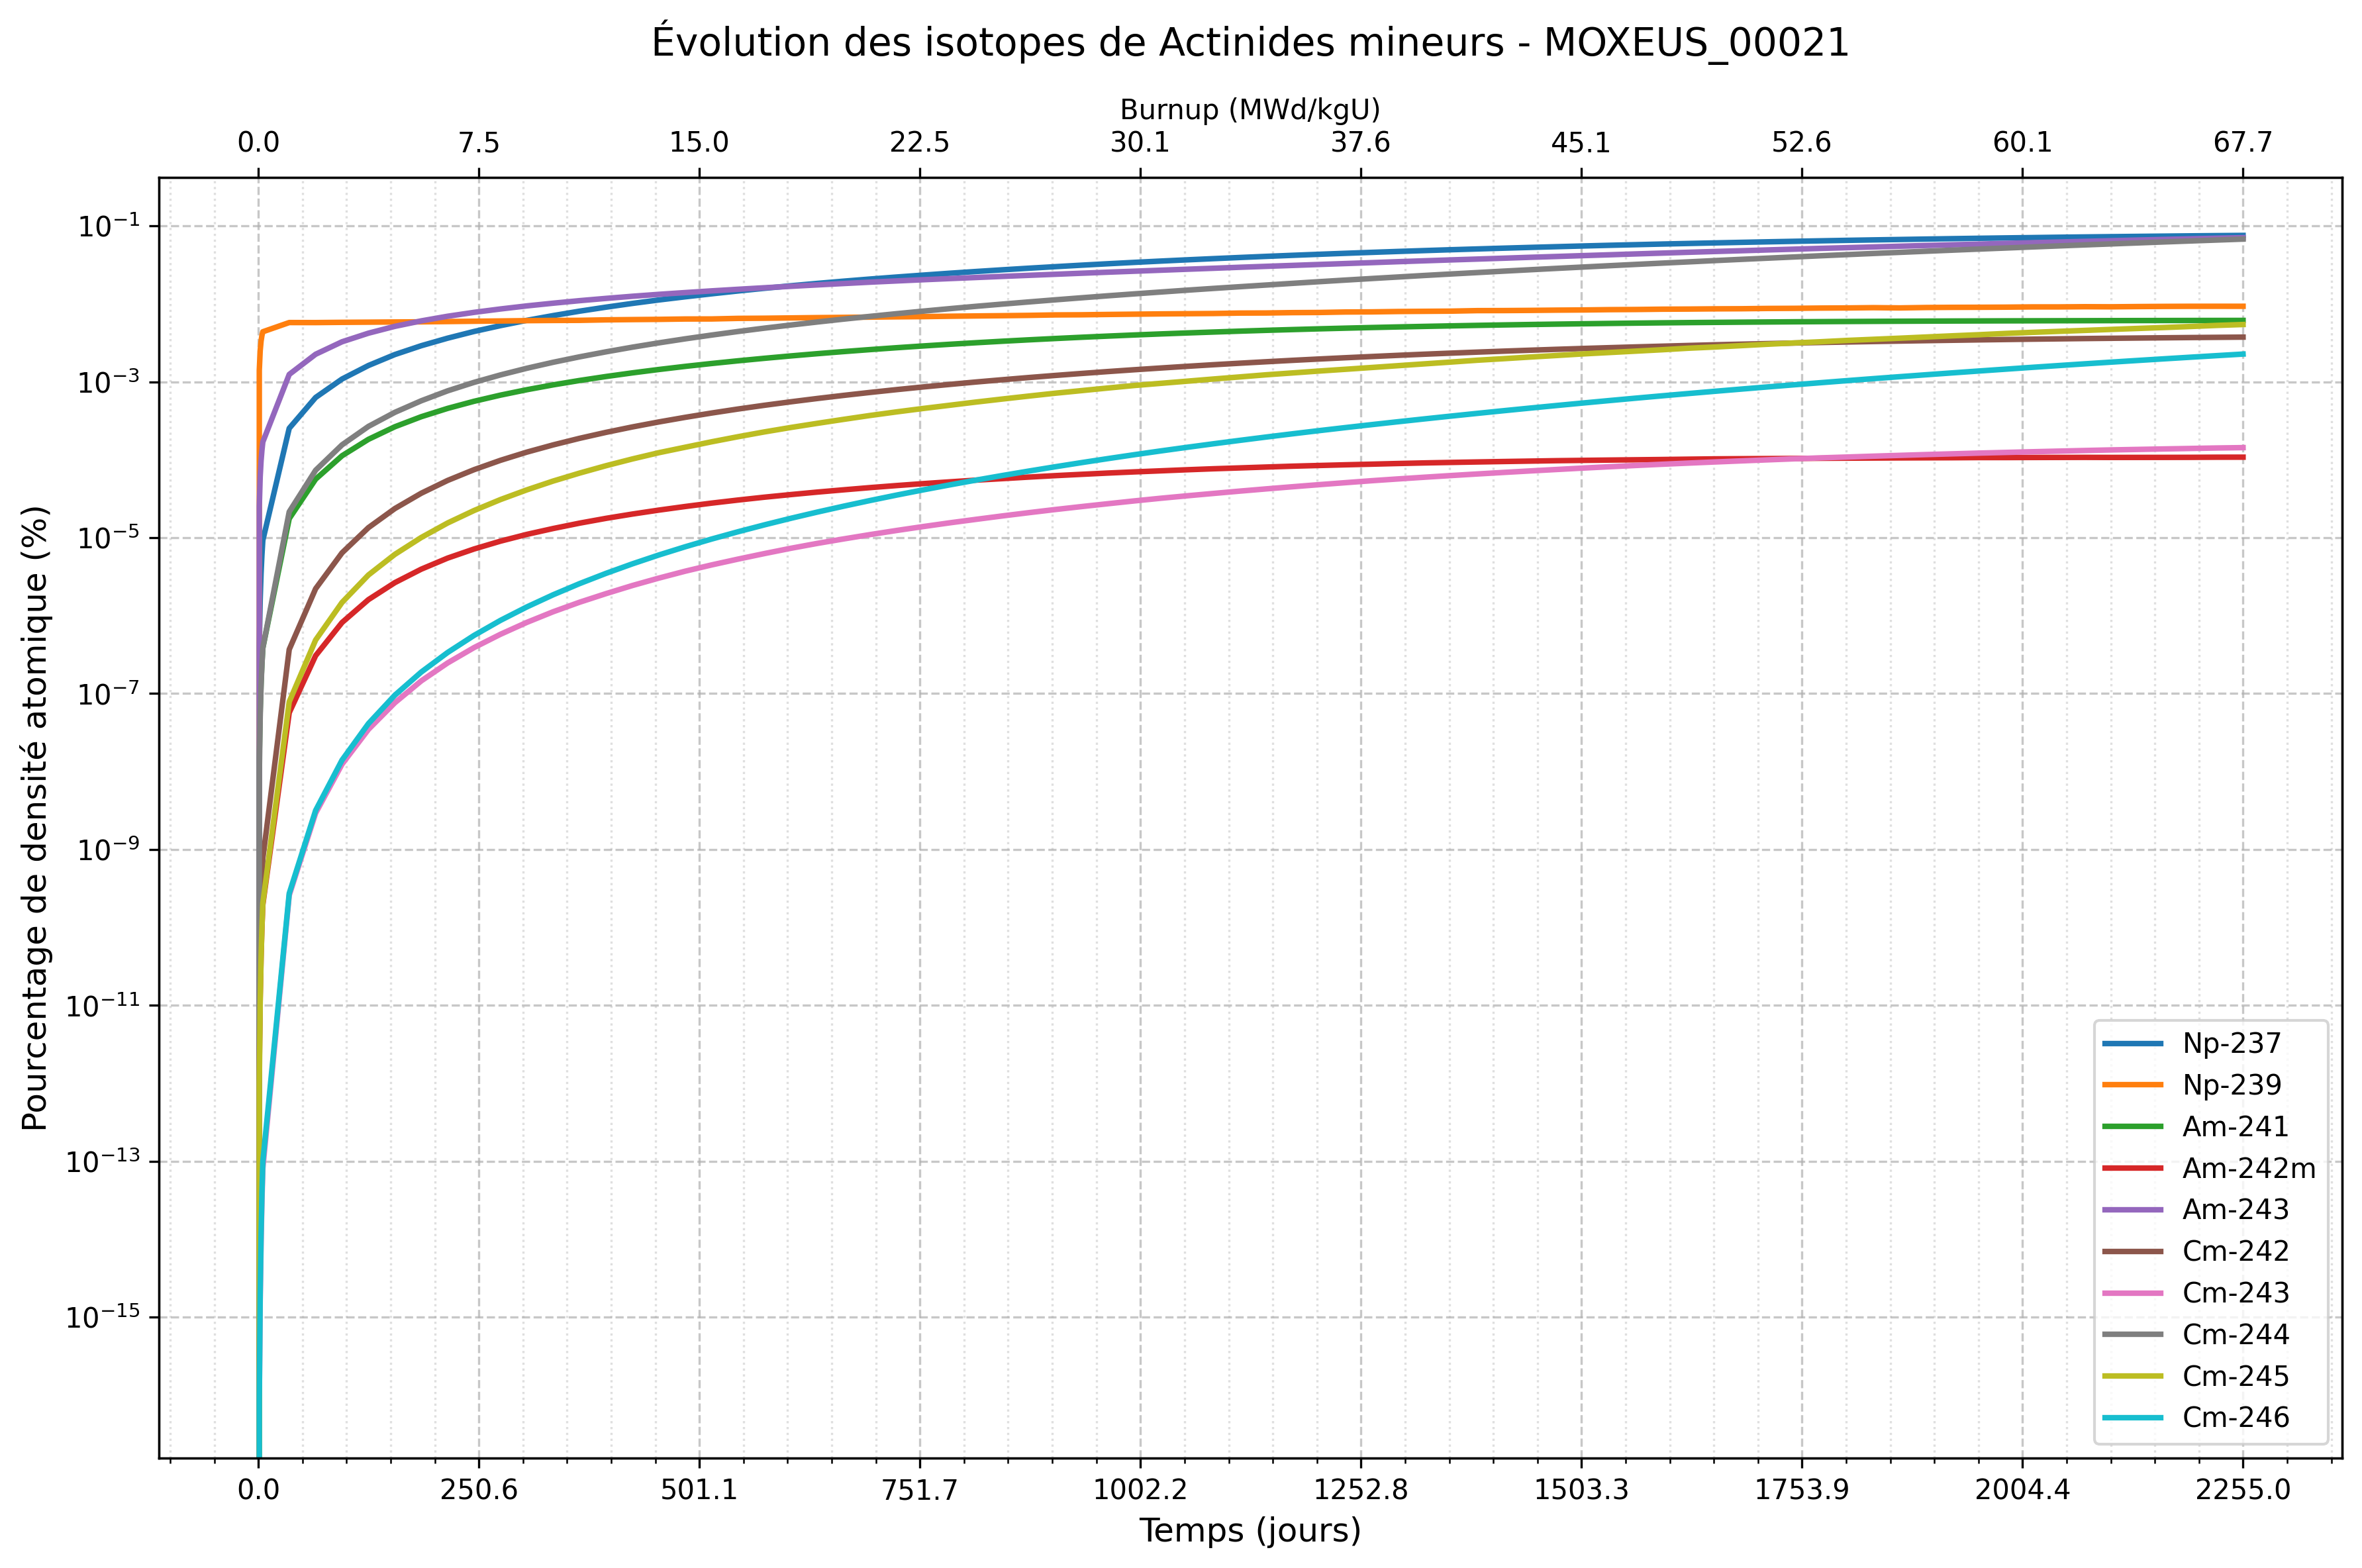 Évolution des isotopes de Actinides mineurs - MOXEUS_00021
Burnup (MWd/kgU)
0.0 7.5 15.0 22.5 30.1 37.6 45.1 52.6 60.1 67.7
Pourcentage de densité atomique (%)
10⁻¹
10⁻³
10⁻⁵
10⁻⁷
10⁻⁹
10⁻¹¹
10⁻¹³
10⁻¹⁵
Np-237
Np-239
Am-241
Am-242m
Am-243
Cm-242
Cm-243
Cm-244
Cm-245
Cm-246
0.0 250.6 501.1 751.7 1002.2 1252.8 1503.3 1753.9 2004.4 2255.0
Temps (jours)